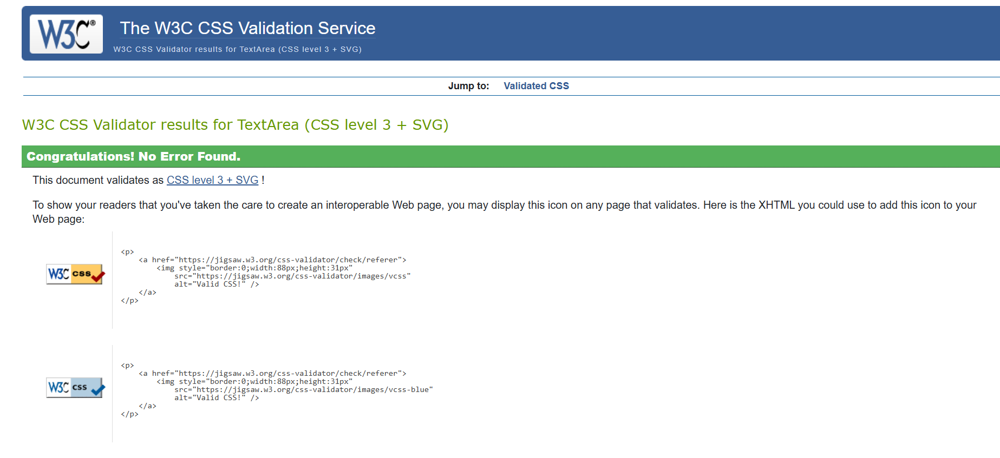 W3C®
The W3C CSS Validation Service
W3C CSS Validator results for TextArea (CSS level 3 + SVG)
Jump to: Validated CSS
W3C CSS Validator results for TextArea (CSS level 3 + SVG)
Congratulations! No Error Found.
This document validates as CSS level 3 + SVG !
To show your readers that you've taken the care to create an interoperable Web page, you may display this icon on any page that validates. Here is the XHTML you could use to add this icon to your
Web page:
W3C css
<p>
    <a href="https://jigsaw.w3.org/css-validator/check/referer">
        <img style="border:0;width:88px;height:31px"
            src="https://jigsaw.w3.org/css-validator/images/vcss"
            alt="Valid CSS!" />
    </a>
</p>
W3C css
<p>
    <a href="https://jigsaw.w3.org/css-validator/check/referer">
        <img style="border:0;width:88px;height:31px"
            src="https://jigsaw.w3.org/css-validator/images/vcss-blue"
            alt="Valid CSS!" />
    </a>
</p>